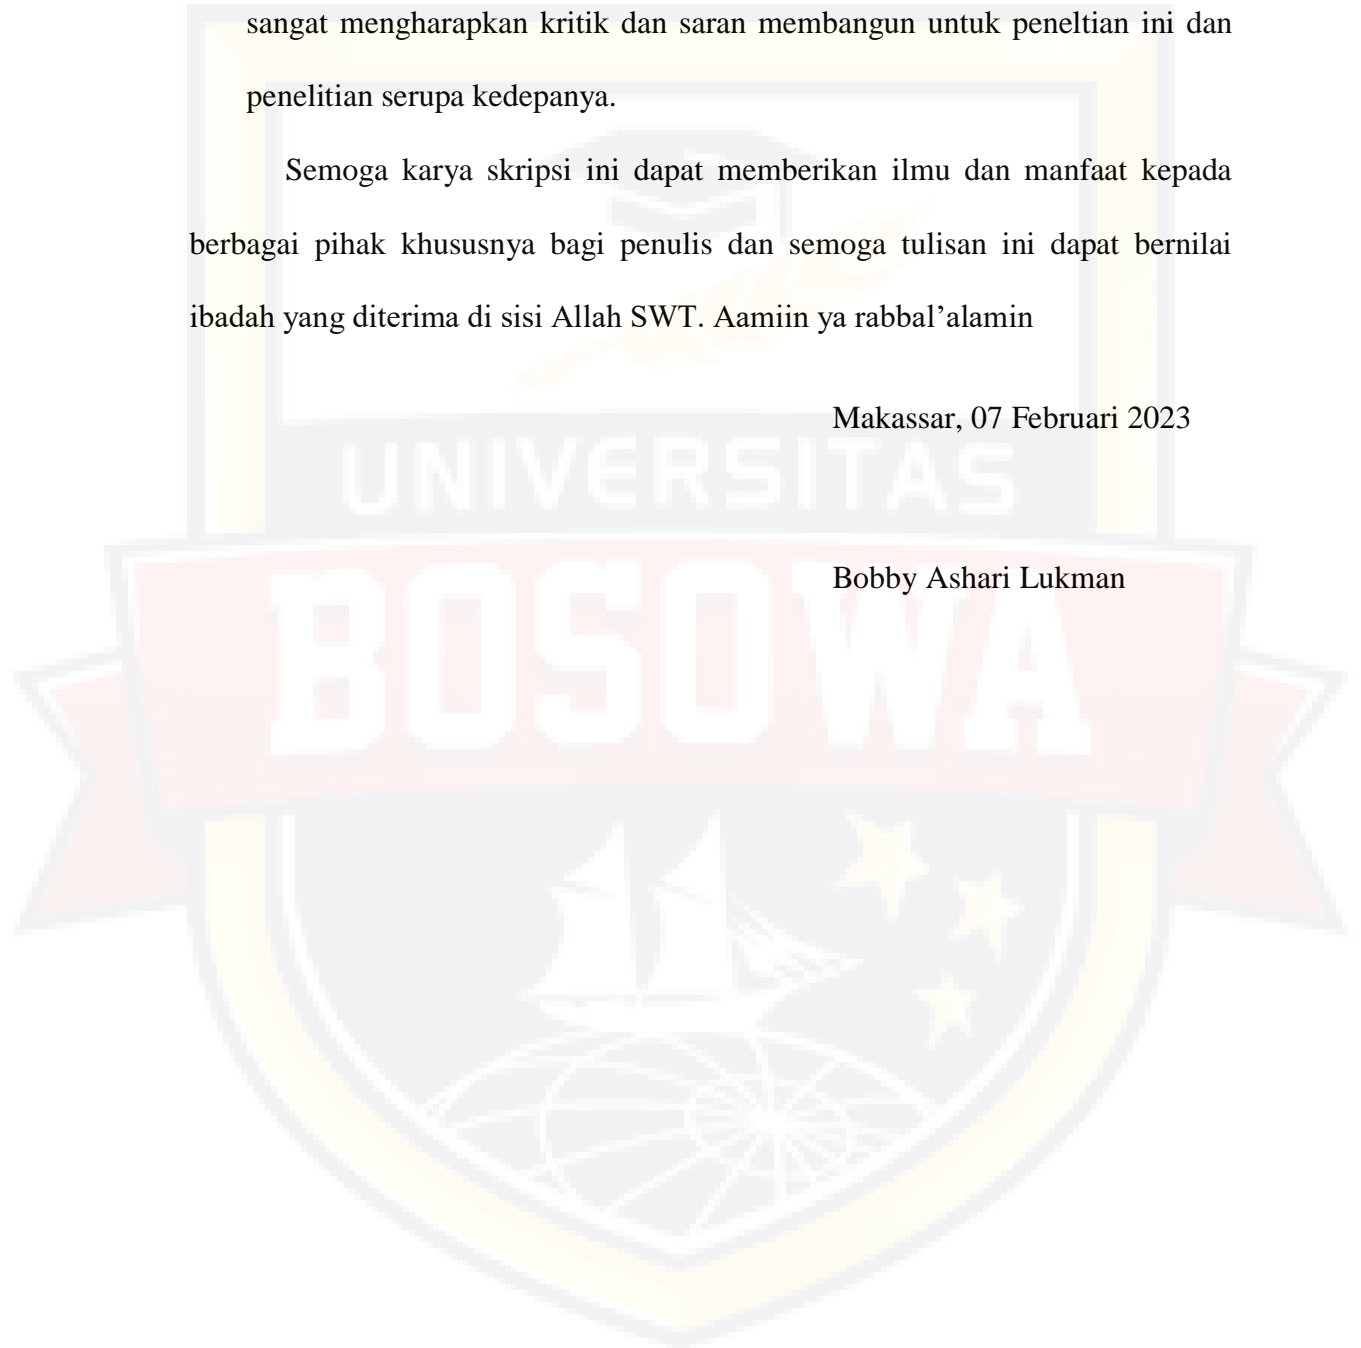 sangat mengharapkan kritik dan saran membangun untuk peneltian ini dan
penelitian serupa kedepanya.
Semoga karya skripsi ini dapat memberikan ilmu dan manfaat kepada
berbagai pihak khususnya bagi penulis dan semoga tulisan ini dapat bernilai
ibadah yang diterima di sisi Allah SWT. Aamiin ya rabbal’alamin
Makassar, 07 Februari 2023
UNIVERSITAS
Bobby Ashari Lukman
BOSOWA